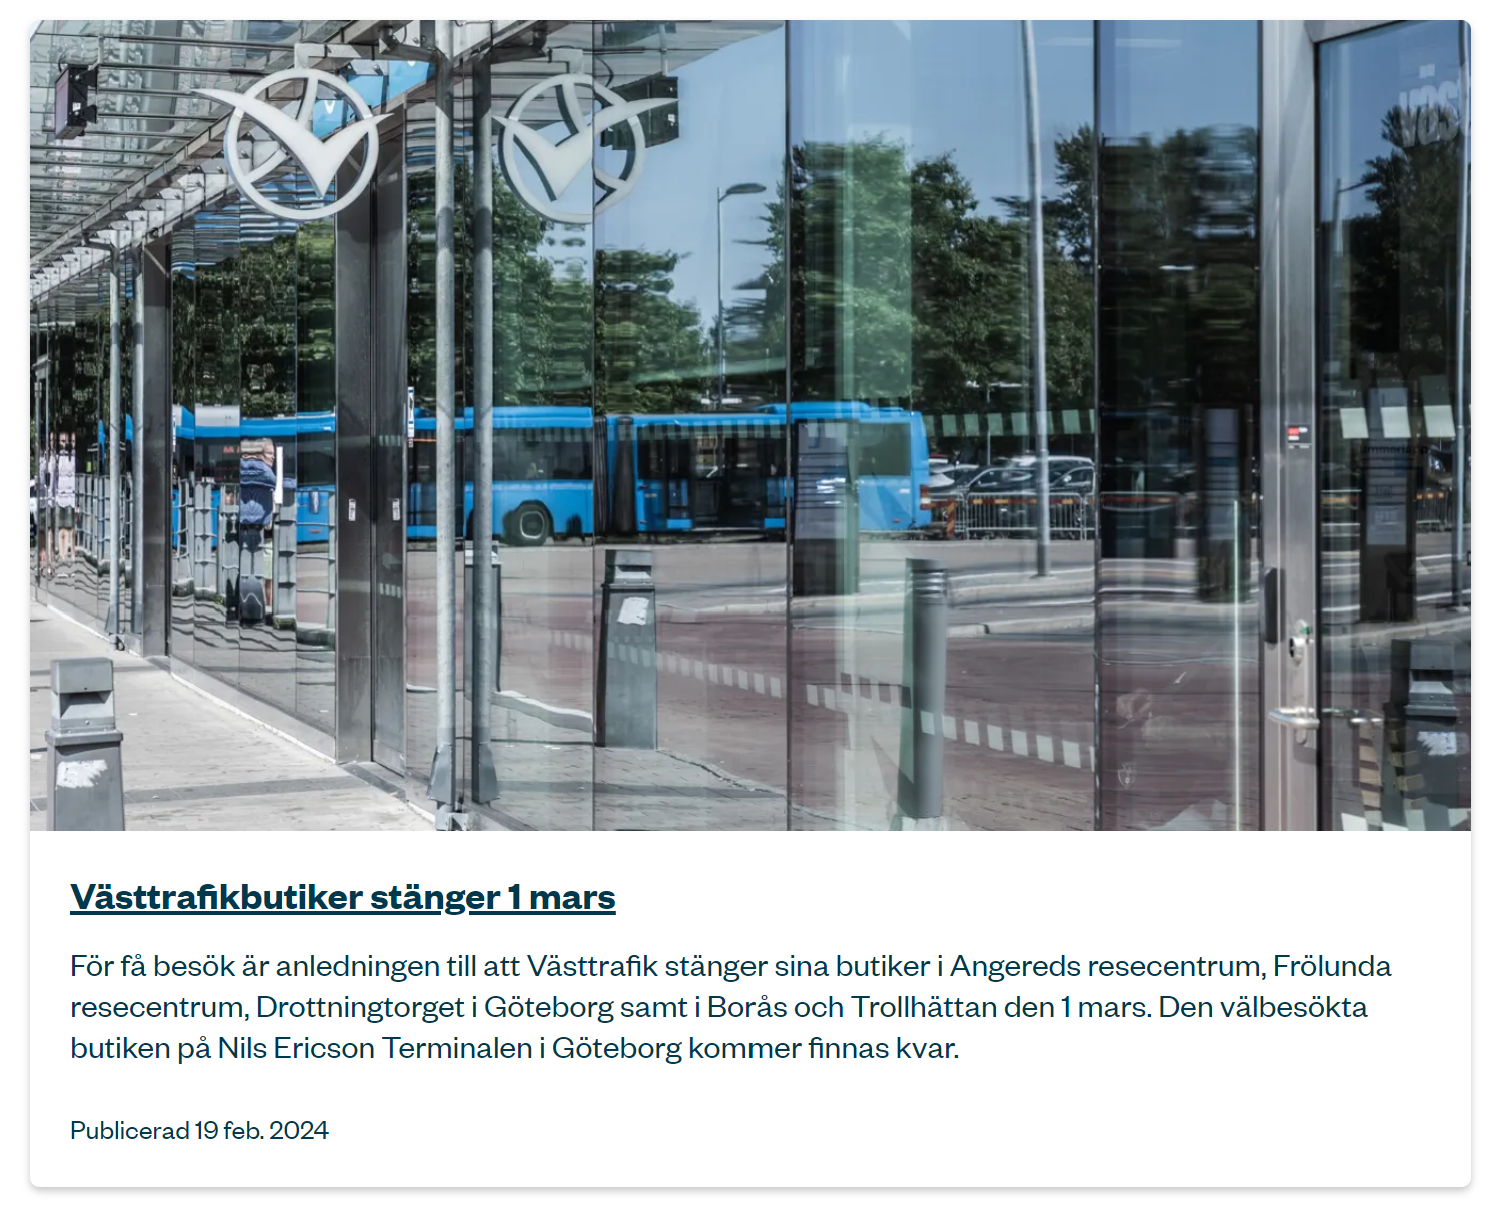 Västtrafikbutiker stänger 1 mars
För få besök är anledningen till att Västtrafik stänger sina butiker i Angereds resecentrum, Frölunda
resecentrum, Drottningtorget i Göteborg samt i Borås och Trollhättan den 1 mars. Den välbesökta
butiken på Nils Ericson Terminalen i Göteborg kommer finnas kvar.
Publicerad 19 feb. 2024